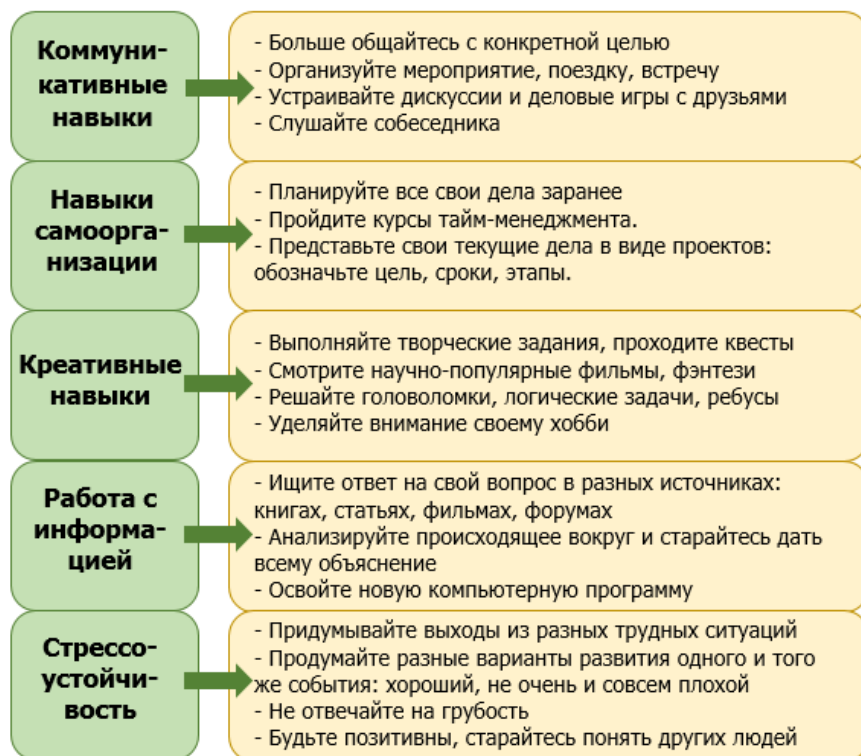 Коммуни-
кативные
навыки
- Больше общайтесь с конкретной целью
- Организуйте мероприятие, поездку, встречу
- Устраивайте дискуссии и деловые игры с друзьями
- Слушайте собеседника
Навыки
самоорга-
низации
- Планируйте все свои дела заранее
- Пройдите курсы тайм-менеджмента.
- Представьте свои текущие дела в виде проектов:
обозначьте цель, сроки, этапы.
Креативные
навыки
- Выполняйте творческие задания, проходите квесты
- Смотрите научно-популярные фильмы, фэнтези
- Решайте головоломки, логические задачи, ребусы
- Уделяйте внимание своему хобби
Работа с
информа-
цией
- Ищите ответ на свой вопрос в разных источниках:
книгах, статьях, фильмах, форумах
- Анализируйте происходящее вокруг и старайтесь дать
всему объяснение
- Освойте новую компьютерную программу
Стрессо-
устойчи-
вость
- Придумывайте выходы из разных трудных ситуаций
- Продумайте разные варианты развития одного и того
же события: хороший, не очень и совсем плохой
- Не отвечайте на грубость
- Будьте позитивны, старайтесь понять других людей